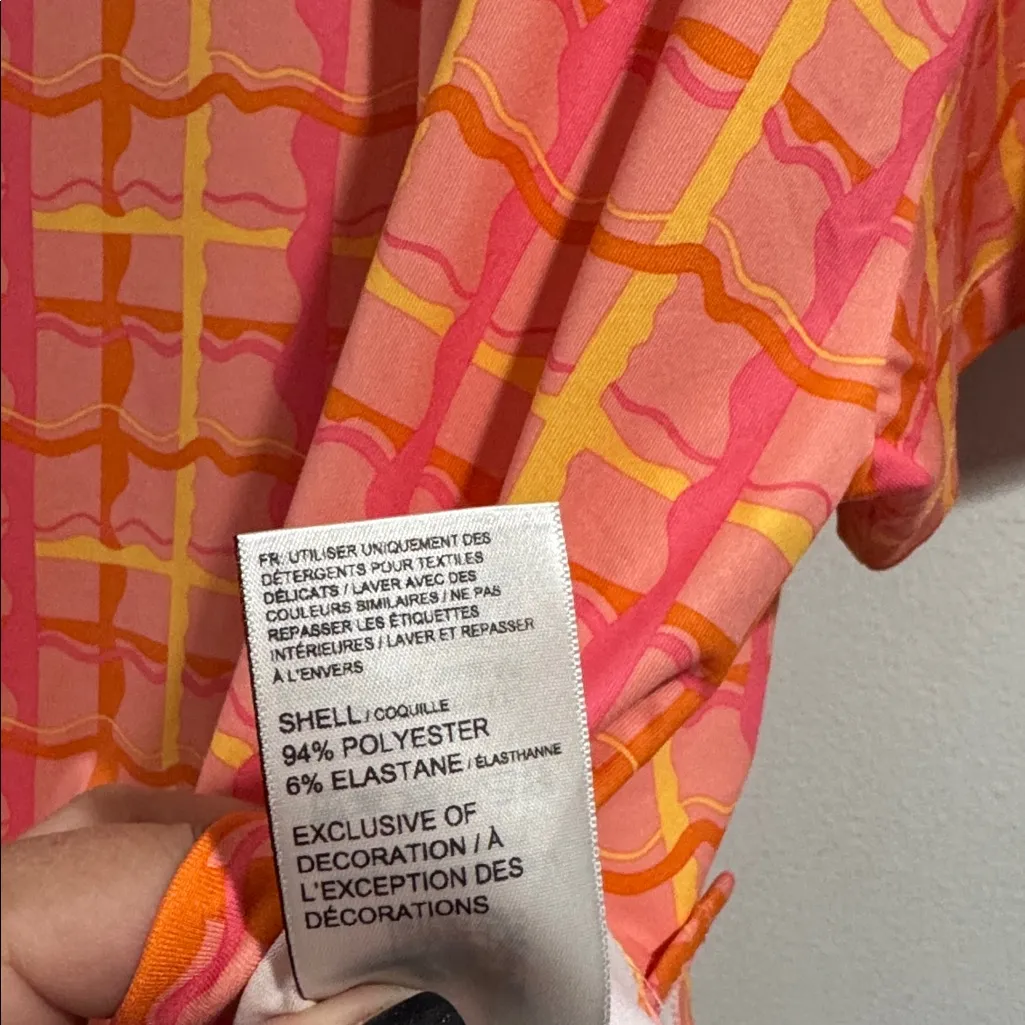 FR: UTILISER UNIQUEMENT DES
DÉTERGENTS POUR TEXTILES
DÉLICATS / LAVER AVEC DES
COULEURS SIMILAIRES / NE PAS
REPASSER LES ÉTIQUETTES
INTÉRIEURES / LAVER ET REPASSER
À L'ENVERS
SHELL / COQUILLE
94% POLYESTER
6% ELASTANE / ÉLASTHANNE
EXCLUSIVE OF
DECORATION / À
L'EXCEPTION DES
DÉCORATIONS